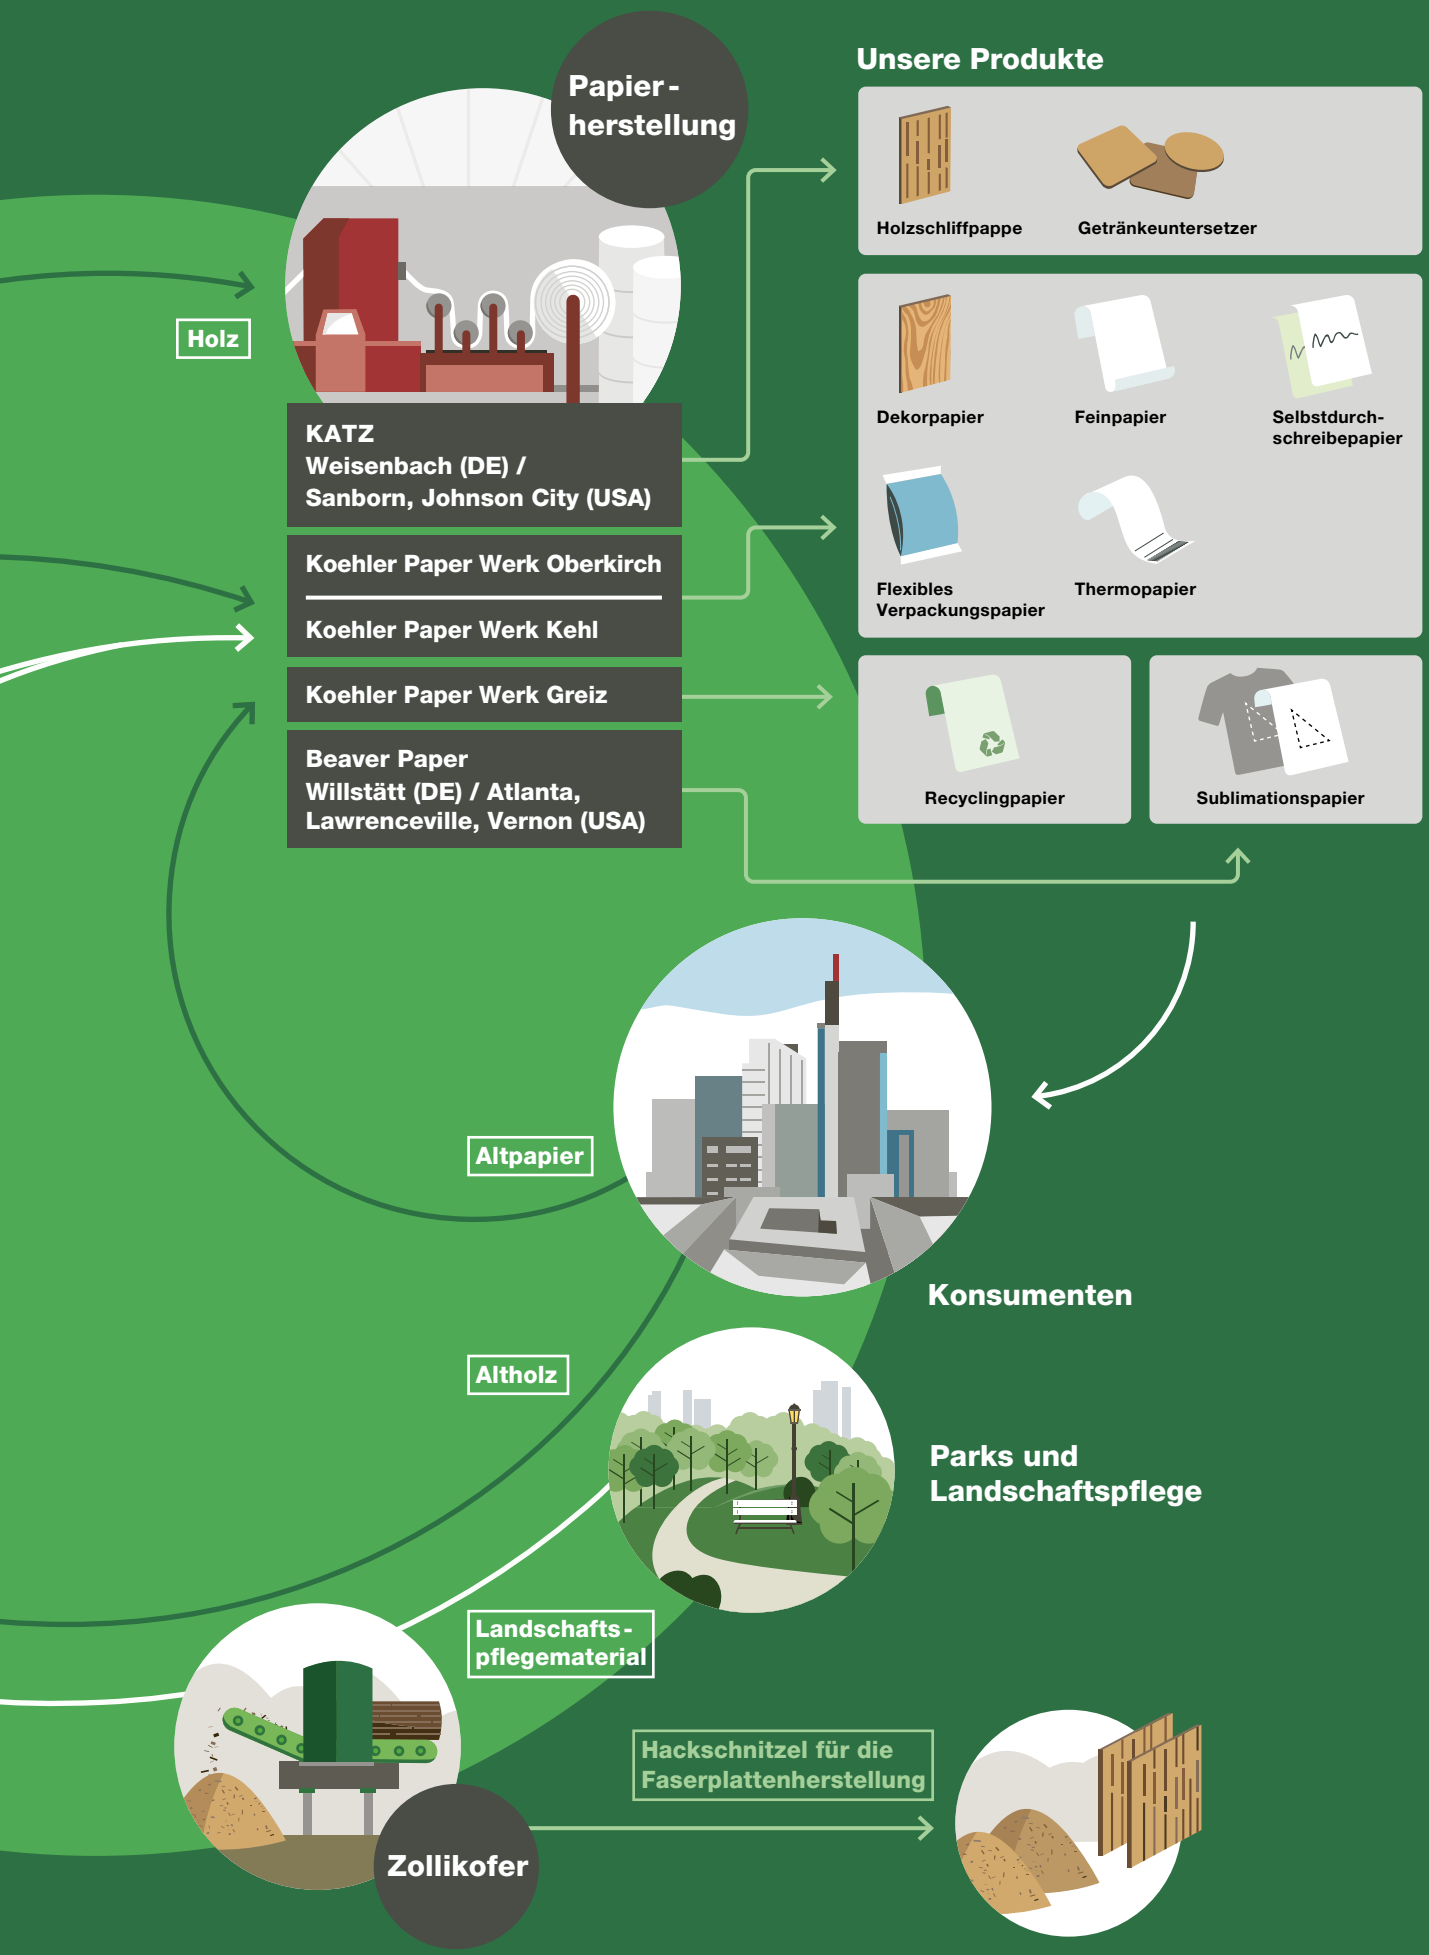 Papier-
herstellung
Unsere Produkte
Holzschliffpappe
Getränkeuntersetzer
Holz
Dekorpapier
Feinpapier
Selbstdurch-
schreibepapier
KATZ
Weisenbach (DE) /
Sanborn, Johnson City (USA)
Koehler Paper Werk Oberkirch
Koehler Paper Werk Kehl
Flexibles
Verpackungspapier
Thermopapier
Koehler Paper Werk Greiz
Beaver Paper
Willstätt (DE) / Atlanta,
Lawrenceville, Vernon (USA)
Recyclingpapier
Sublimationspapier
Altpapier
Konsumenten
Altholz
Parks und
Landschaftspflege
Landschafts-
pflegematerial
Hackschnitzel für die
Faserplattenherstellung
Zollikofer